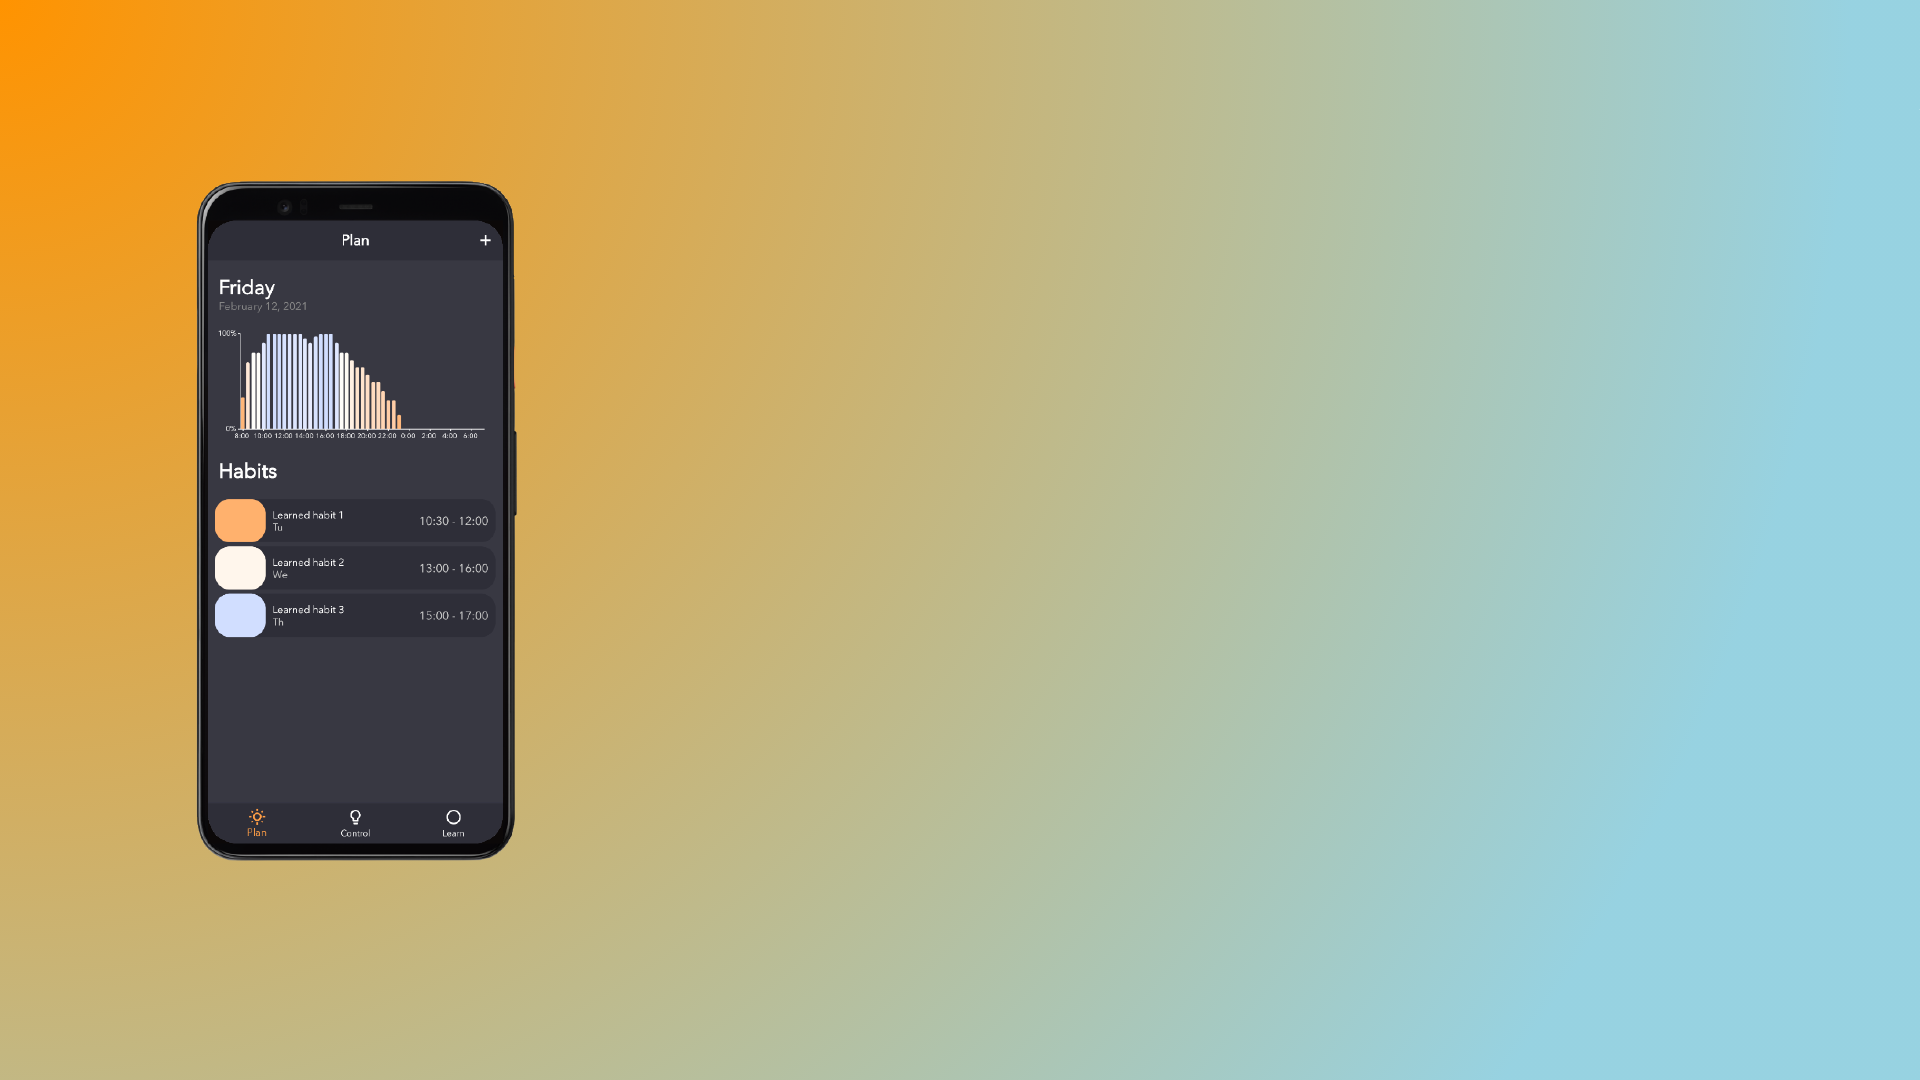 Plan +
Friday
February 12, 2021
100%
0%
8:00 10:00 12:00 14:00 16:00 18:00 20:00 22:00 0:00 2:00 4:00 6:00
Habits
Learned habit 1
Tu
10:30 - 12:00
Learned habit 2
We
13:00 - 16:00
Learned habit 3
Th
15:00 - 17:00
Plan Control Learn